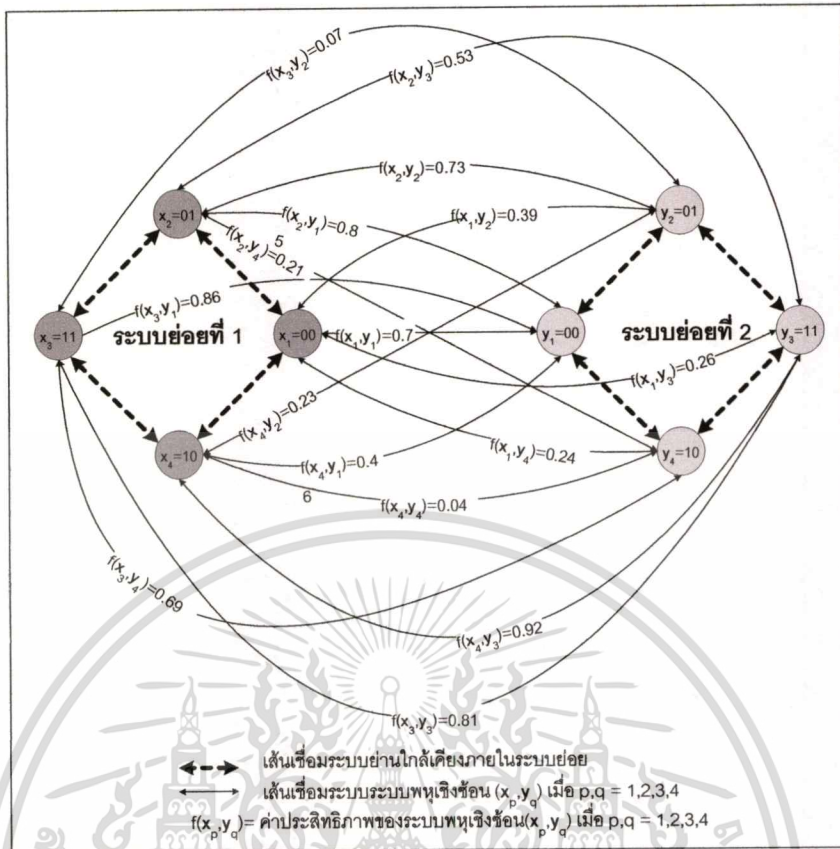 f(x₃,y₂)=0.07
f(x₂,y₃)=0.53
f(x₂,y₂)=0.73
x₂=01
f(x₂,y₁)=0.8
5
f(x₁,y₂)=0.39
y₂=01
f(x₂,y₄)=0.21
f(x₃,y₁)=0.86
x₃=11
ระบบย่อยที่ 1
x₁=00
f(x₁,y₁)=0.7
y₁=00
ระบบย่อยที่ 2
y₃=11
f(x₁,y₃)=0.26
f(x₄,y₂)=0.23
x₄=10
f(x₄,y₁)=0.4
6
f(x₁,y₄)=0.24
y₄=10
f(x₄,y₄)=0.04
f(x₃,y₄)=0.69
f(x₄,y₃)=0.92
f(x₃,y₃)=0.81
เส้นเชื่อมระบบย่านใกล้เคียงภายในระบบย่อย
เส้นเชื่อมระบบระบบพหุเชิงซ้อน (xₚ,y_q) เมื่อ p,q = 1,2,3,4
f(xₚ,y_q)= ค่าประสิทธิภาพของระบบพหุเชิงซ้อน(xₚ,y_q) เมื่อ p,q = 1,2,3,4